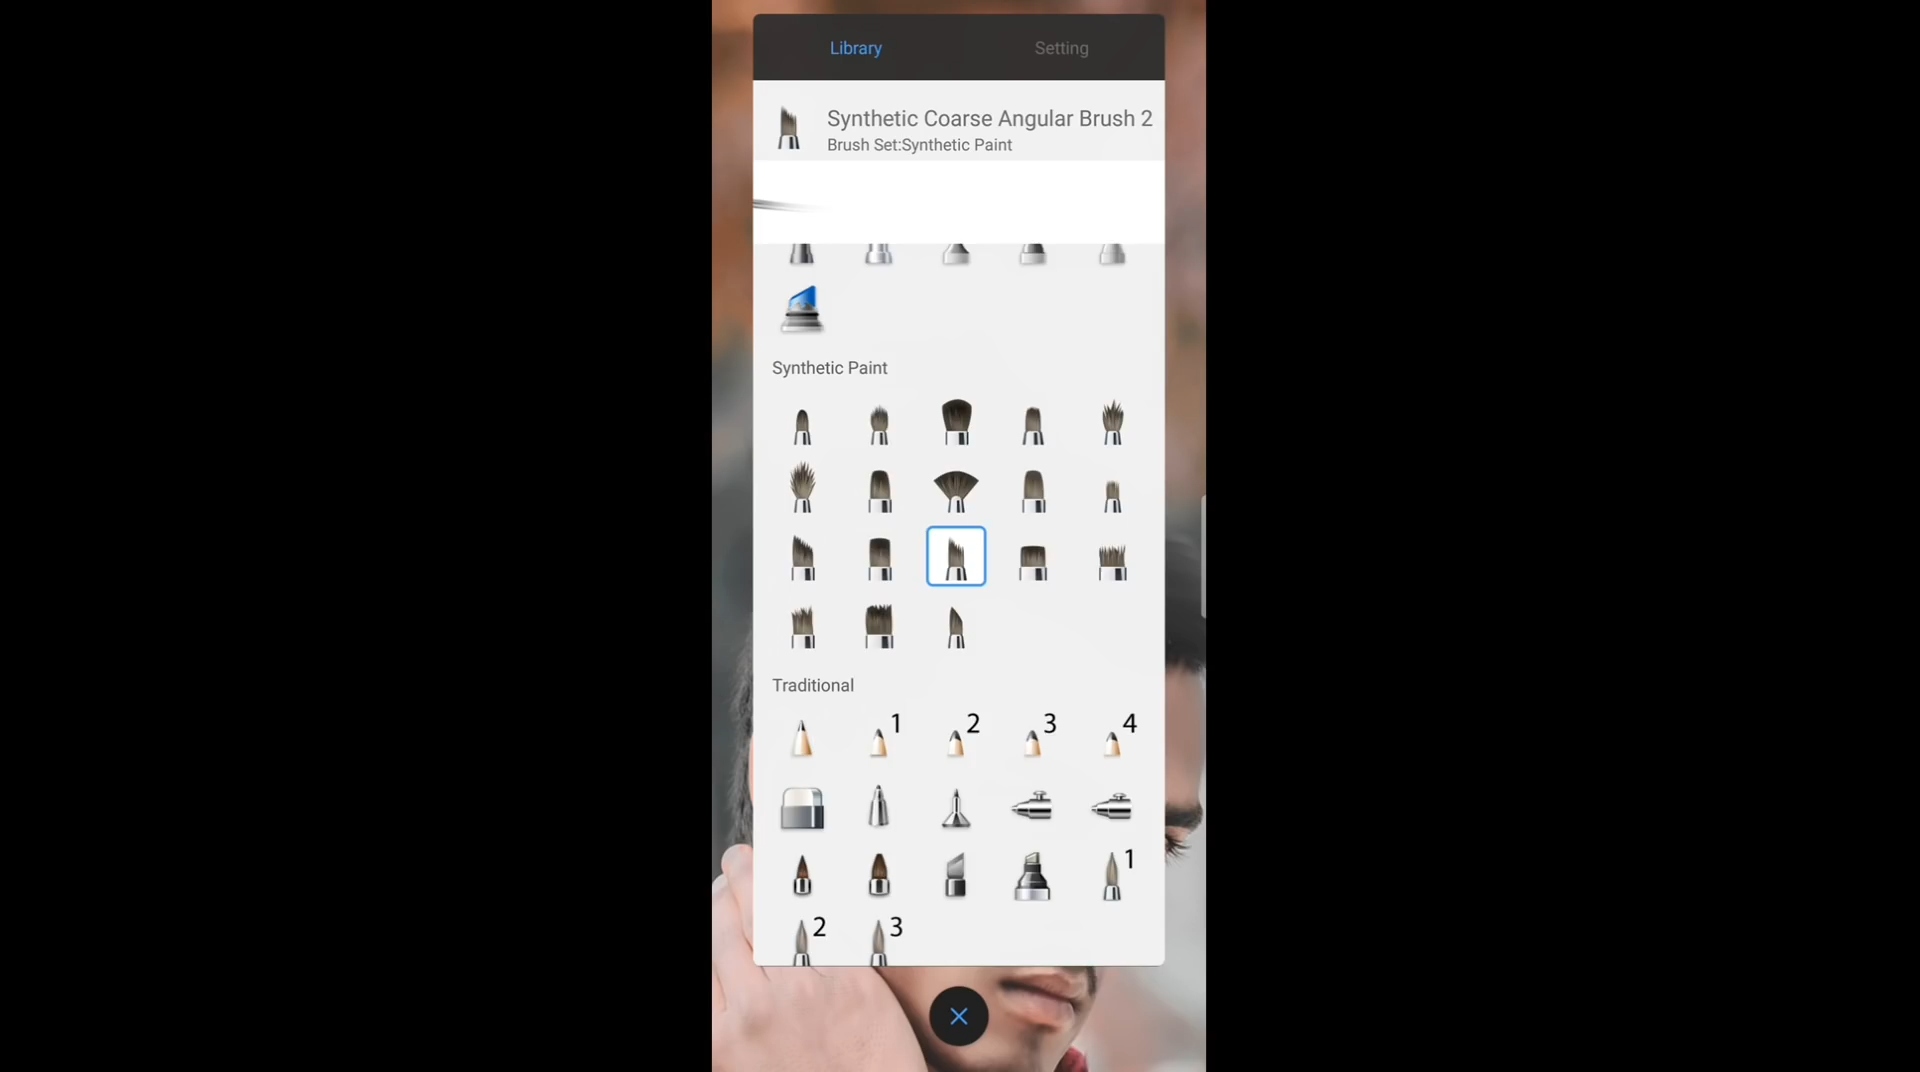 Library Setting
Synthetic Coarse Angular Brush 2
Brush Set:Synthetic Paint
Synthetic Paint
Traditional
1 2 3 4
1
2 3